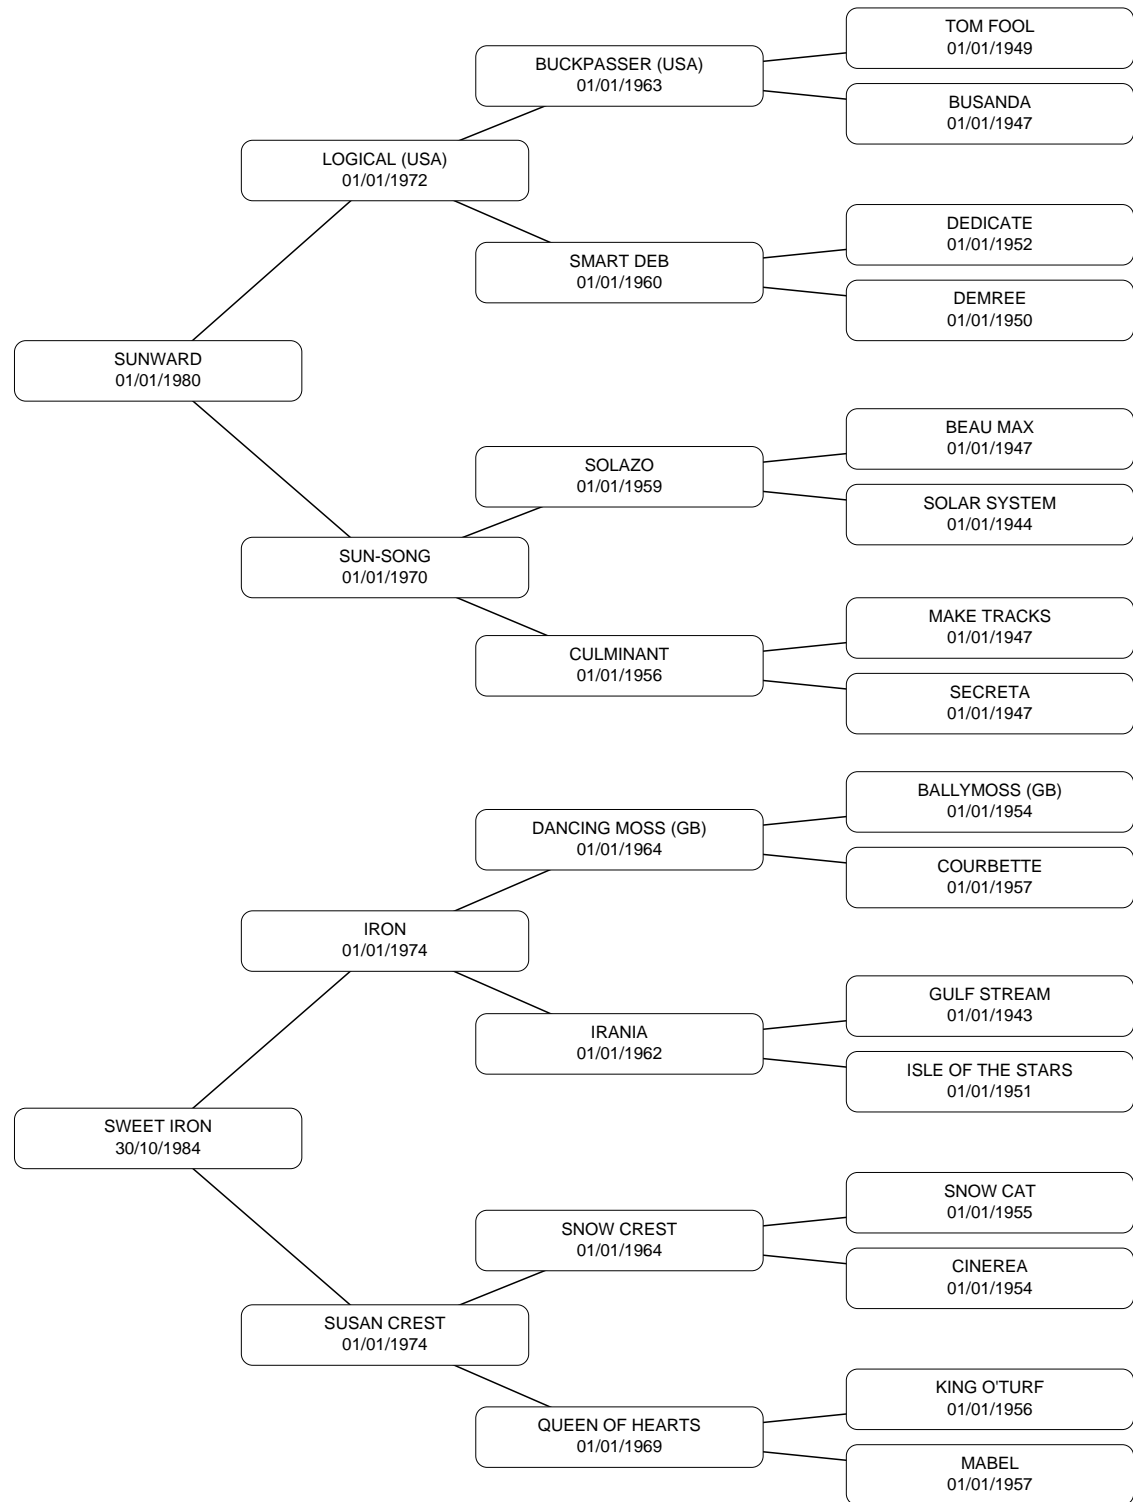 TOM FOOL
01/01/1949
BUCKPASSER (USA)
01/01/1963
BUSANDA
01/01/1947
LOGICAL (USA)
01/01/1972
DEDICATE
01/01/1952
SMART DEB
01/01/1960
DEMREE
01/01/1950
SUNWARD
01/01/1980
BEAU MAX
01/01/1947
SOLAZO
01/01/1959
SOLAR SYSTEM
01/01/1944
SUN-SONG
01/01/1970
MAKE TRACKS
01/01/1947
CULMINANT
01/01/1956
SECRETA
01/01/1947
BALLYMOSS (GB)
01/01/1954
DANCING MOSS (GB)
01/01/1964
COURBETTE
01/01/1957
IRON
01/01/1974
GULF STREAM
01/01/1943
IRANIA
01/01/1962
ISLE OF THE STARS
01/01/1951
SWEET IRON
30/10/1984
SNOW CAT
01/01/1955
SNOW CREST
01/01/1964
CINEREA
01/01/1954
SUSAN CREST
01/01/1974
KING O'TURF
01/01/1956
QUEEN OF HEARTS
01/01/1969
MABEL
01/01/1957